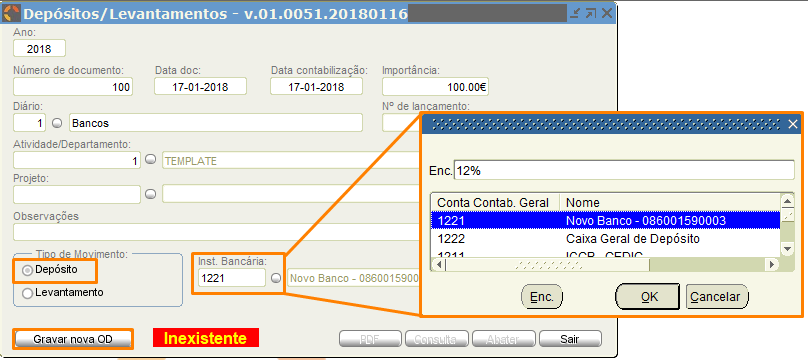 Depósitos/Levantamentos - v.01.0051.20180116
Ano:
2018
Número de documento: Data doc: Data contabilização: Importância:
100 17-01-2018 17-01-2018 100.00€
Diário: Nº de lançamento:
1 Bancos
Atividade/Departamento:
1 TEMPLATE
Projeto:
Observações
Tipo de Movimento:
Depósito
Levantamento
Inst. Bancária:
1221 Novo Banco - 0860015900
Gravar nova OD Inexistente PDF Consulta Abater Sair
Enc. 12%
Conta Contab. Geral Nome
1221 Novo Banco - 086001590003
1222 Caixa Geral de Depósito
1211 IGCP - CEDIC
Enc. OK Cancelar